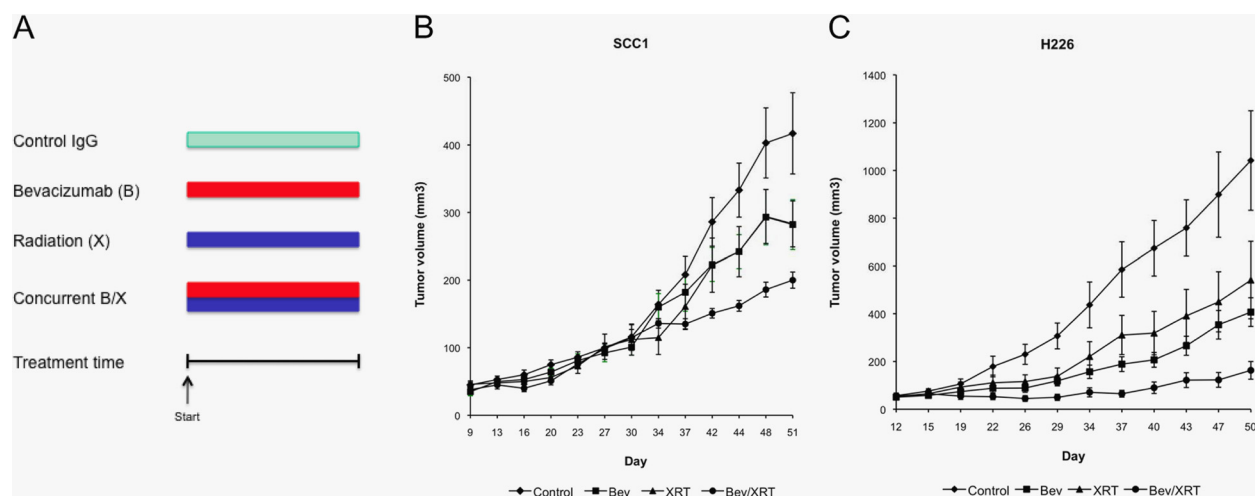 A
Control IgG
Bevacizumab (B)
Radiation (X)
Concurrent B/X
Treatment time
Start
B
SCC1
Tumor volume (mm3)
500
400
300
200
100
0
9 13 16 20 23 27 30 34 37 42 44 48 51
Day
Control Bev XRT Bev/XRT
C
H226
Tumor volume (mm3)
1400
1200
1000
800
600
400
200
0
12 15 19 22 26 29 34 37 40 43 47 50
Day
Control Bev XRT Bev/XRT